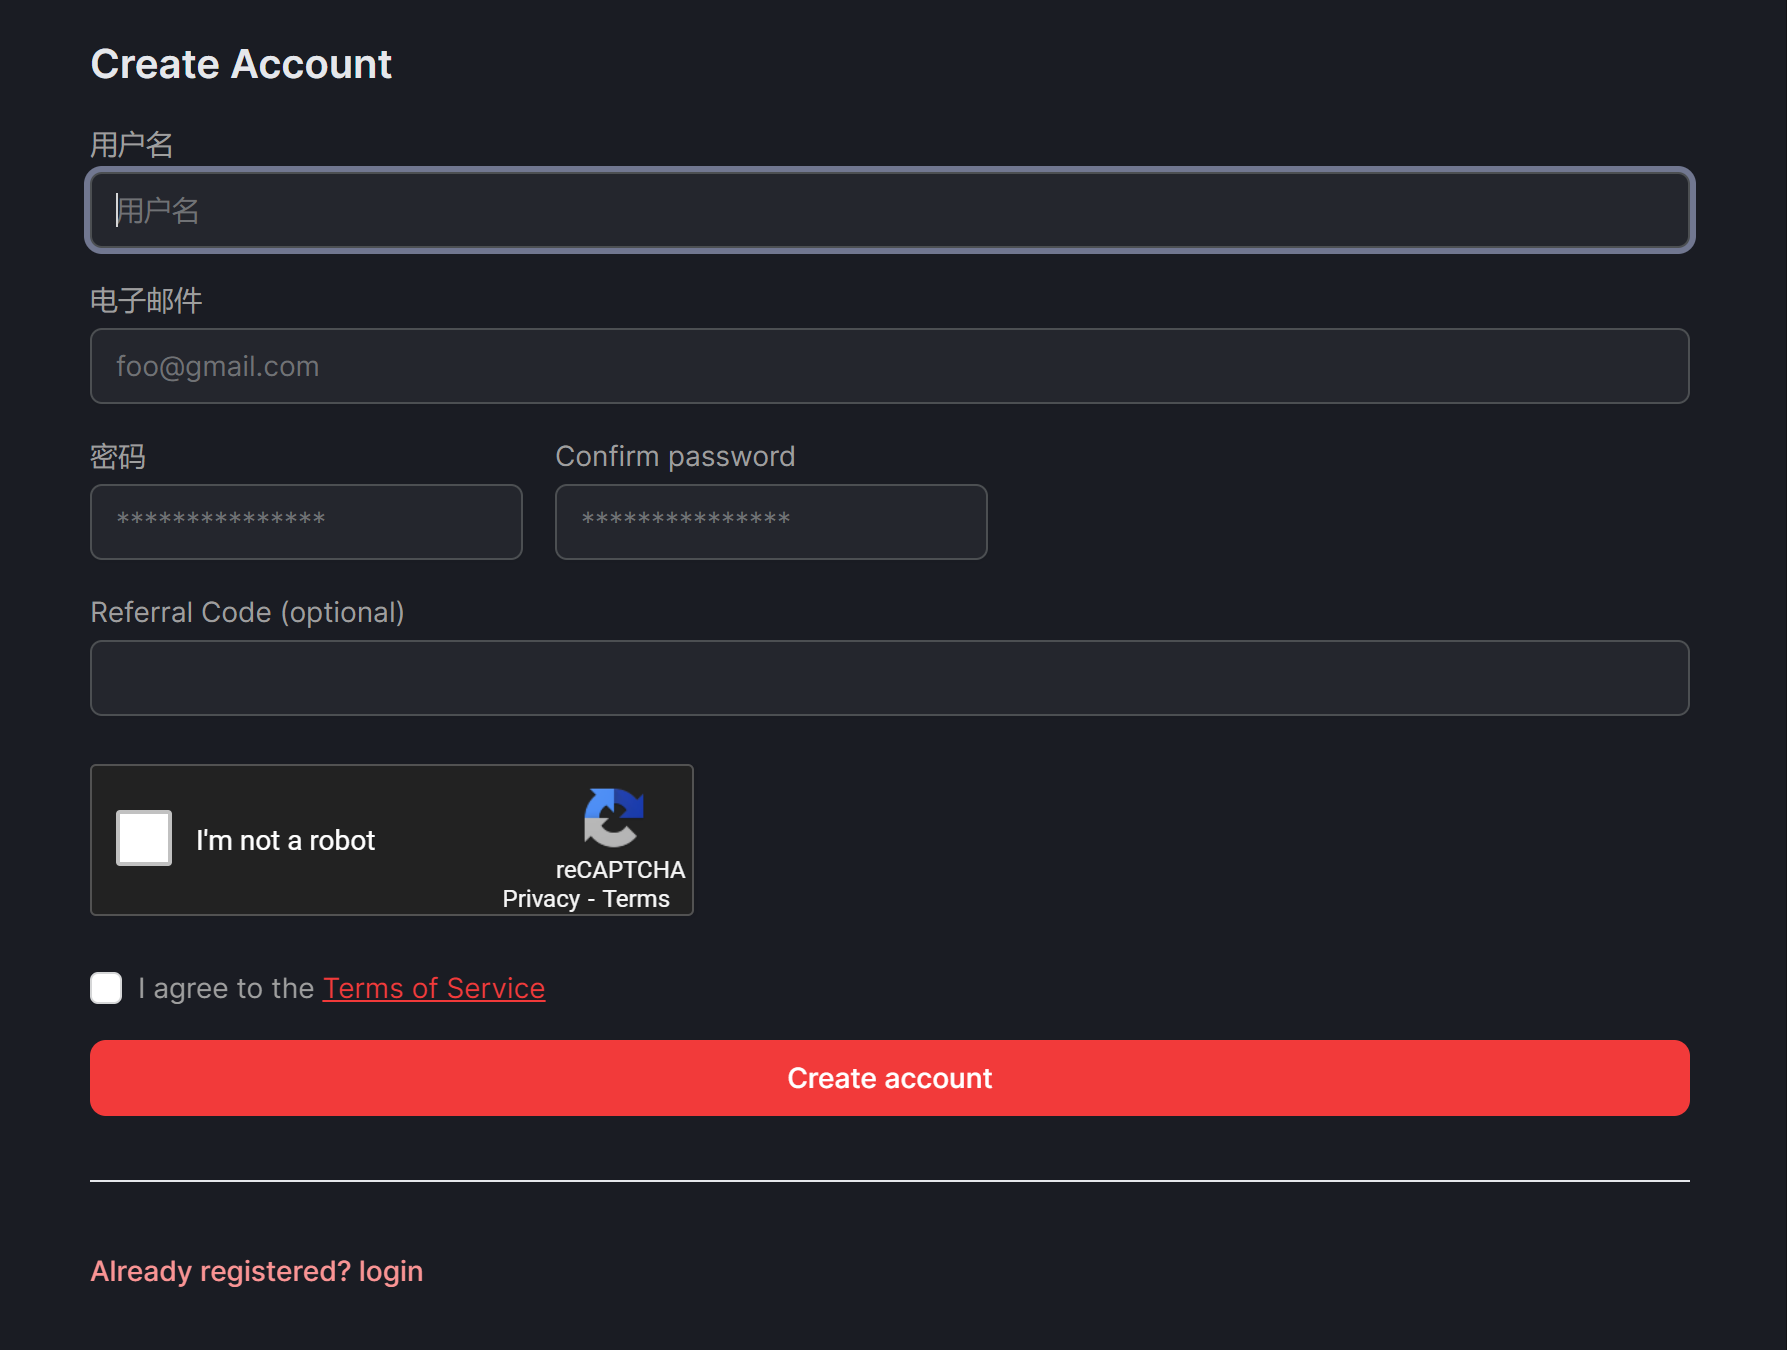 Create Account
用户名
用户名
电子邮件
foo@gmail.com
密码 Confirm password
*************** ***************
Referral Code (optional)
I'm not a robot
reCAPTCHA
Privacy - Terms
I agree to the Terms of Service
Create account
Already registered? login